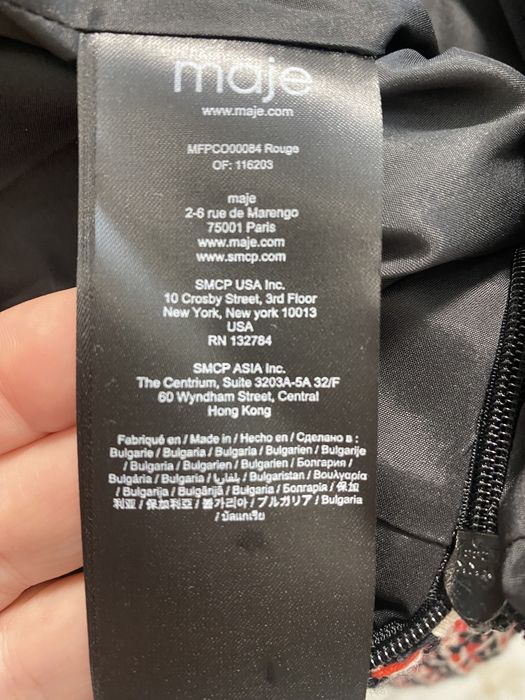 maje
www.maje.com
MFPCO00084 Rouge
OF: 116203
maje
2-6 rue de Marengo
75001 Paris
www.maje.com
www.smcp.com
SMCP USA Inc.
10 Crosby Street, 3rd Floor
New York, New york 10013
USA
RN 132784
SMCP ASIA Inc.
The Centrium, Suite 3203A-5A 32/F
60 Wyndham Street, Central
Hong Kong
Fabriqué en / Made in / Hecho en / Сделано в :
Bulgarie / Bulgaria / Bulgaria / Bulgarien / Bulgarije
/ Bulgaria / Bulgarien / Bulgarien / Болгария /
Bulgária / Bulgaria / بلغاريا / Bulgaristan / Βουλγαρία
/ Bulgarija / Bulgārijā / Bulgaria / Болгарія / 保加
利亚 / 保加利亞 / 불가리아 / ブルガリア / Bulgaria
/ บัลแกเรีย